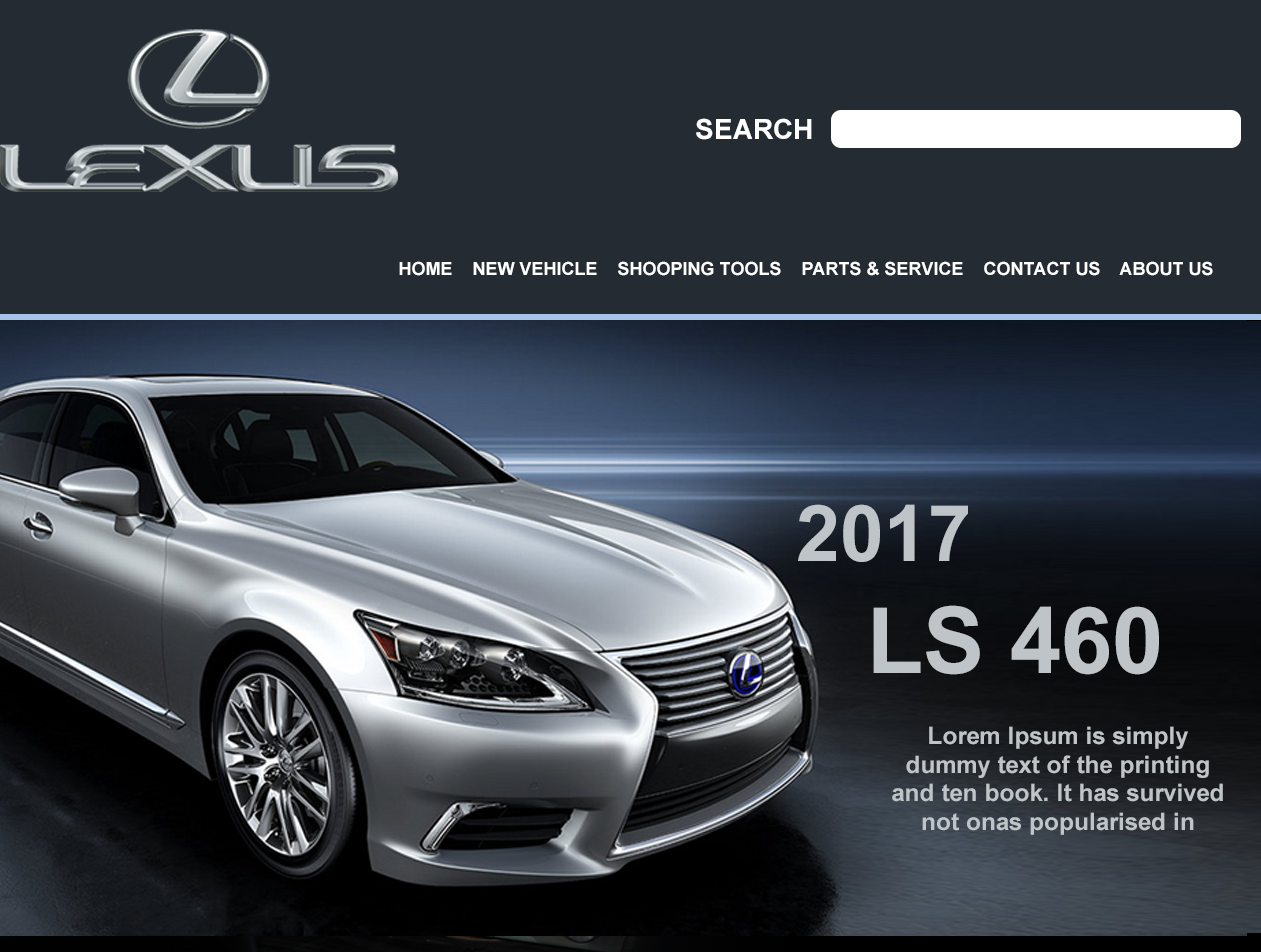 LEXUS
SEARCH
HOME NEW VEHICLE SHOOPING TOOLS PARTS & SERVICE CONTACT US ABOUT US
2017
LS 460
Lorem Ipsum is simply
dummy text of the printing
and ten book. It has survived
not onas popularised in